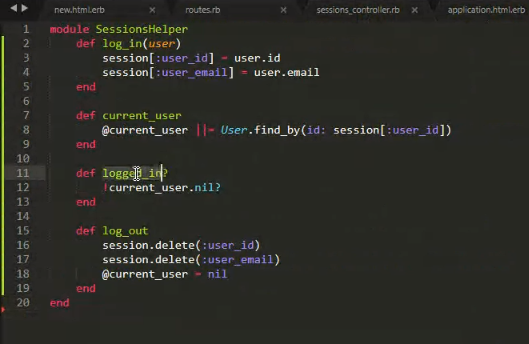 new.html.erb × routes.rb × sessions_controller.rb × application.html.erb
1 module SessionsHelper
2 def log_in(user)
3 session[:user_id] = user.id
4 session[:user_email] = user.email
5 end
6
7 def current_user
8 @current_user ||= User.find_by(id: session[:user_id])
9 end
10
11 def logged_in?
12 !current_user.nil?
13 end
14
15 def log_out
16 session.delete(:user_id)
17 session.delete(:user_email)
18 @current_user = nil
19 end
20 end